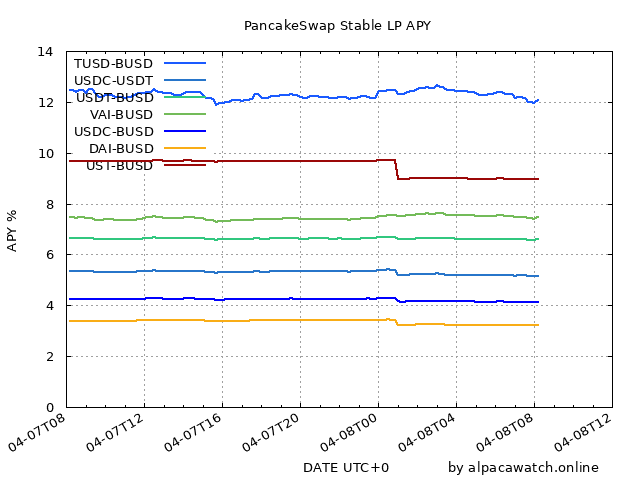 PancakeSwap Stable LP APY
14
12
10
8
6
4
2
0
APY %
TUSD-BUSD
USDC-USDT
USDT-BUSD
VAI-BUSD
USDC-BUSD
DAI-BUSD
UST-BUSD
04-07T08
04-07T12
04-07T16
04-07T20
04-08T00
04-08T04
04-08T08
04-08T12
DATE UTC+0
by alpacawatch.online